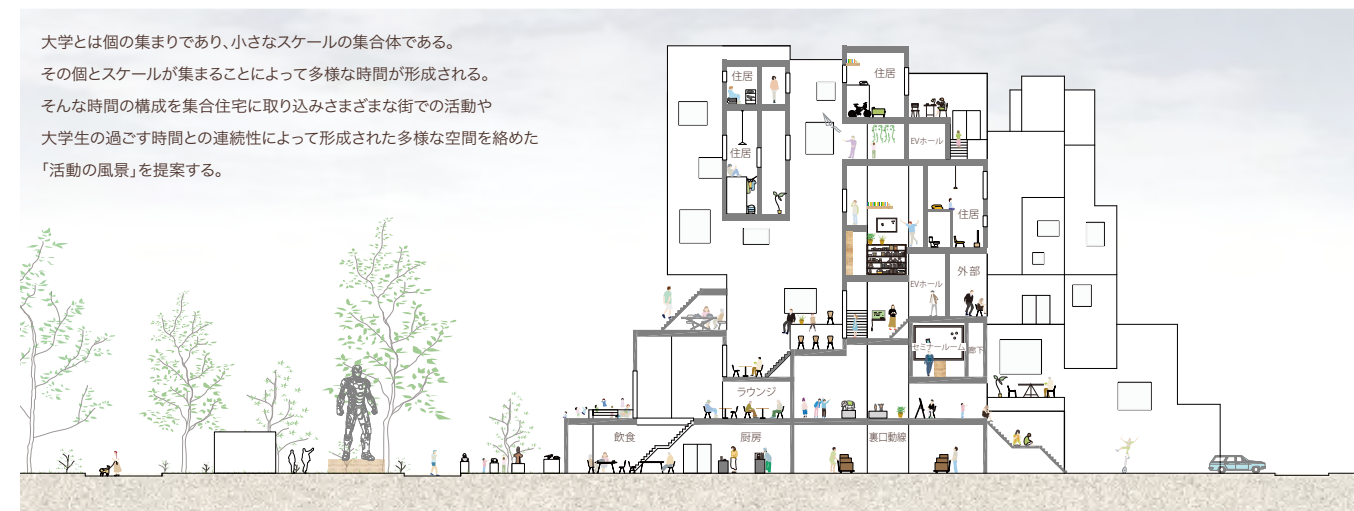 大学とは個の集まりであり、小さなスケールの集合体である。
その個とスケールが集まることによって多様な時間が形成される。
そんな時間の構成を集合住宅に取り込みさまざまな街での活動や
大学生の過ごす時間との連続性によって形成された多様な空間を絡めた
「活動の風景」を提案する。
住居
住居
住居
EVホール
住居
EVホール
外部
セミナールーム
廊下
ラウンジ
飲食
厨房
裏口動線